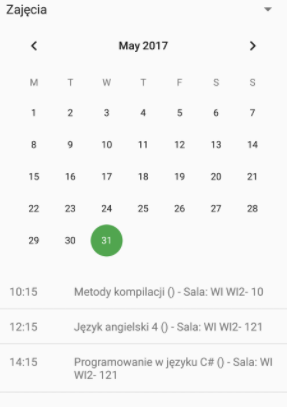 Zajęcia
May 2017
M T W T F S S
1 2 3 4 5 6 7
8 9 10 11 12 13 14
15 16 17 18 19 20 21
22 23 24 25 26 27 28
29 30 31
10:15 Metody kompilacji () - Sala: WI WI2- 10
12:15 Język angielski 4 () - Sala: WI WI2- 121
14:15 Programowanie w języku C# () - Sala: WI
WI2- 121